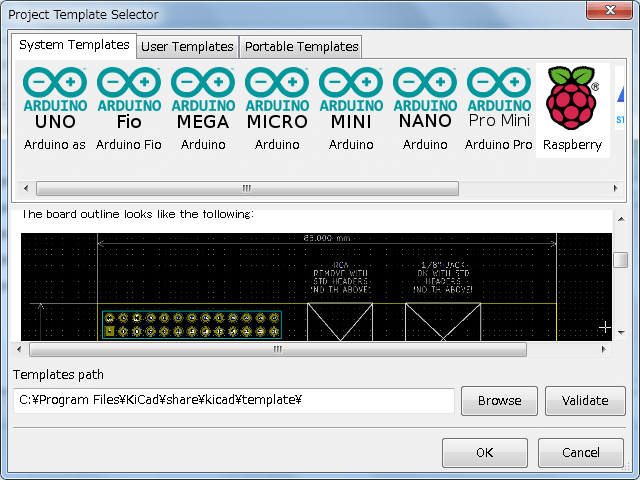 Project Template Selector
System Templates User Templates Portable Templates
ARDUINO ARDUINO ARDUINO ARDUINO ARDUINO ARDUINO ARDUINO
UNO Fio MEGA MICRO MINI NANO Pro Mini ®
Arduino as Arduino Fio Arduino Arduino Arduino Arduino Arduino Pro Raspberry
The board outline looks like the following:
85.000 mm
RCA
REMOVE WITH
STD HEADERS
'NO TH ABOVE!'
1/8" JACK
OK WITH STD
HEADERS
'NO TH ABOVE!'
Templates path
C:¥Program Files¥KiCad¥share¥kicad¥template¥
Browse Validate
OK Cancel